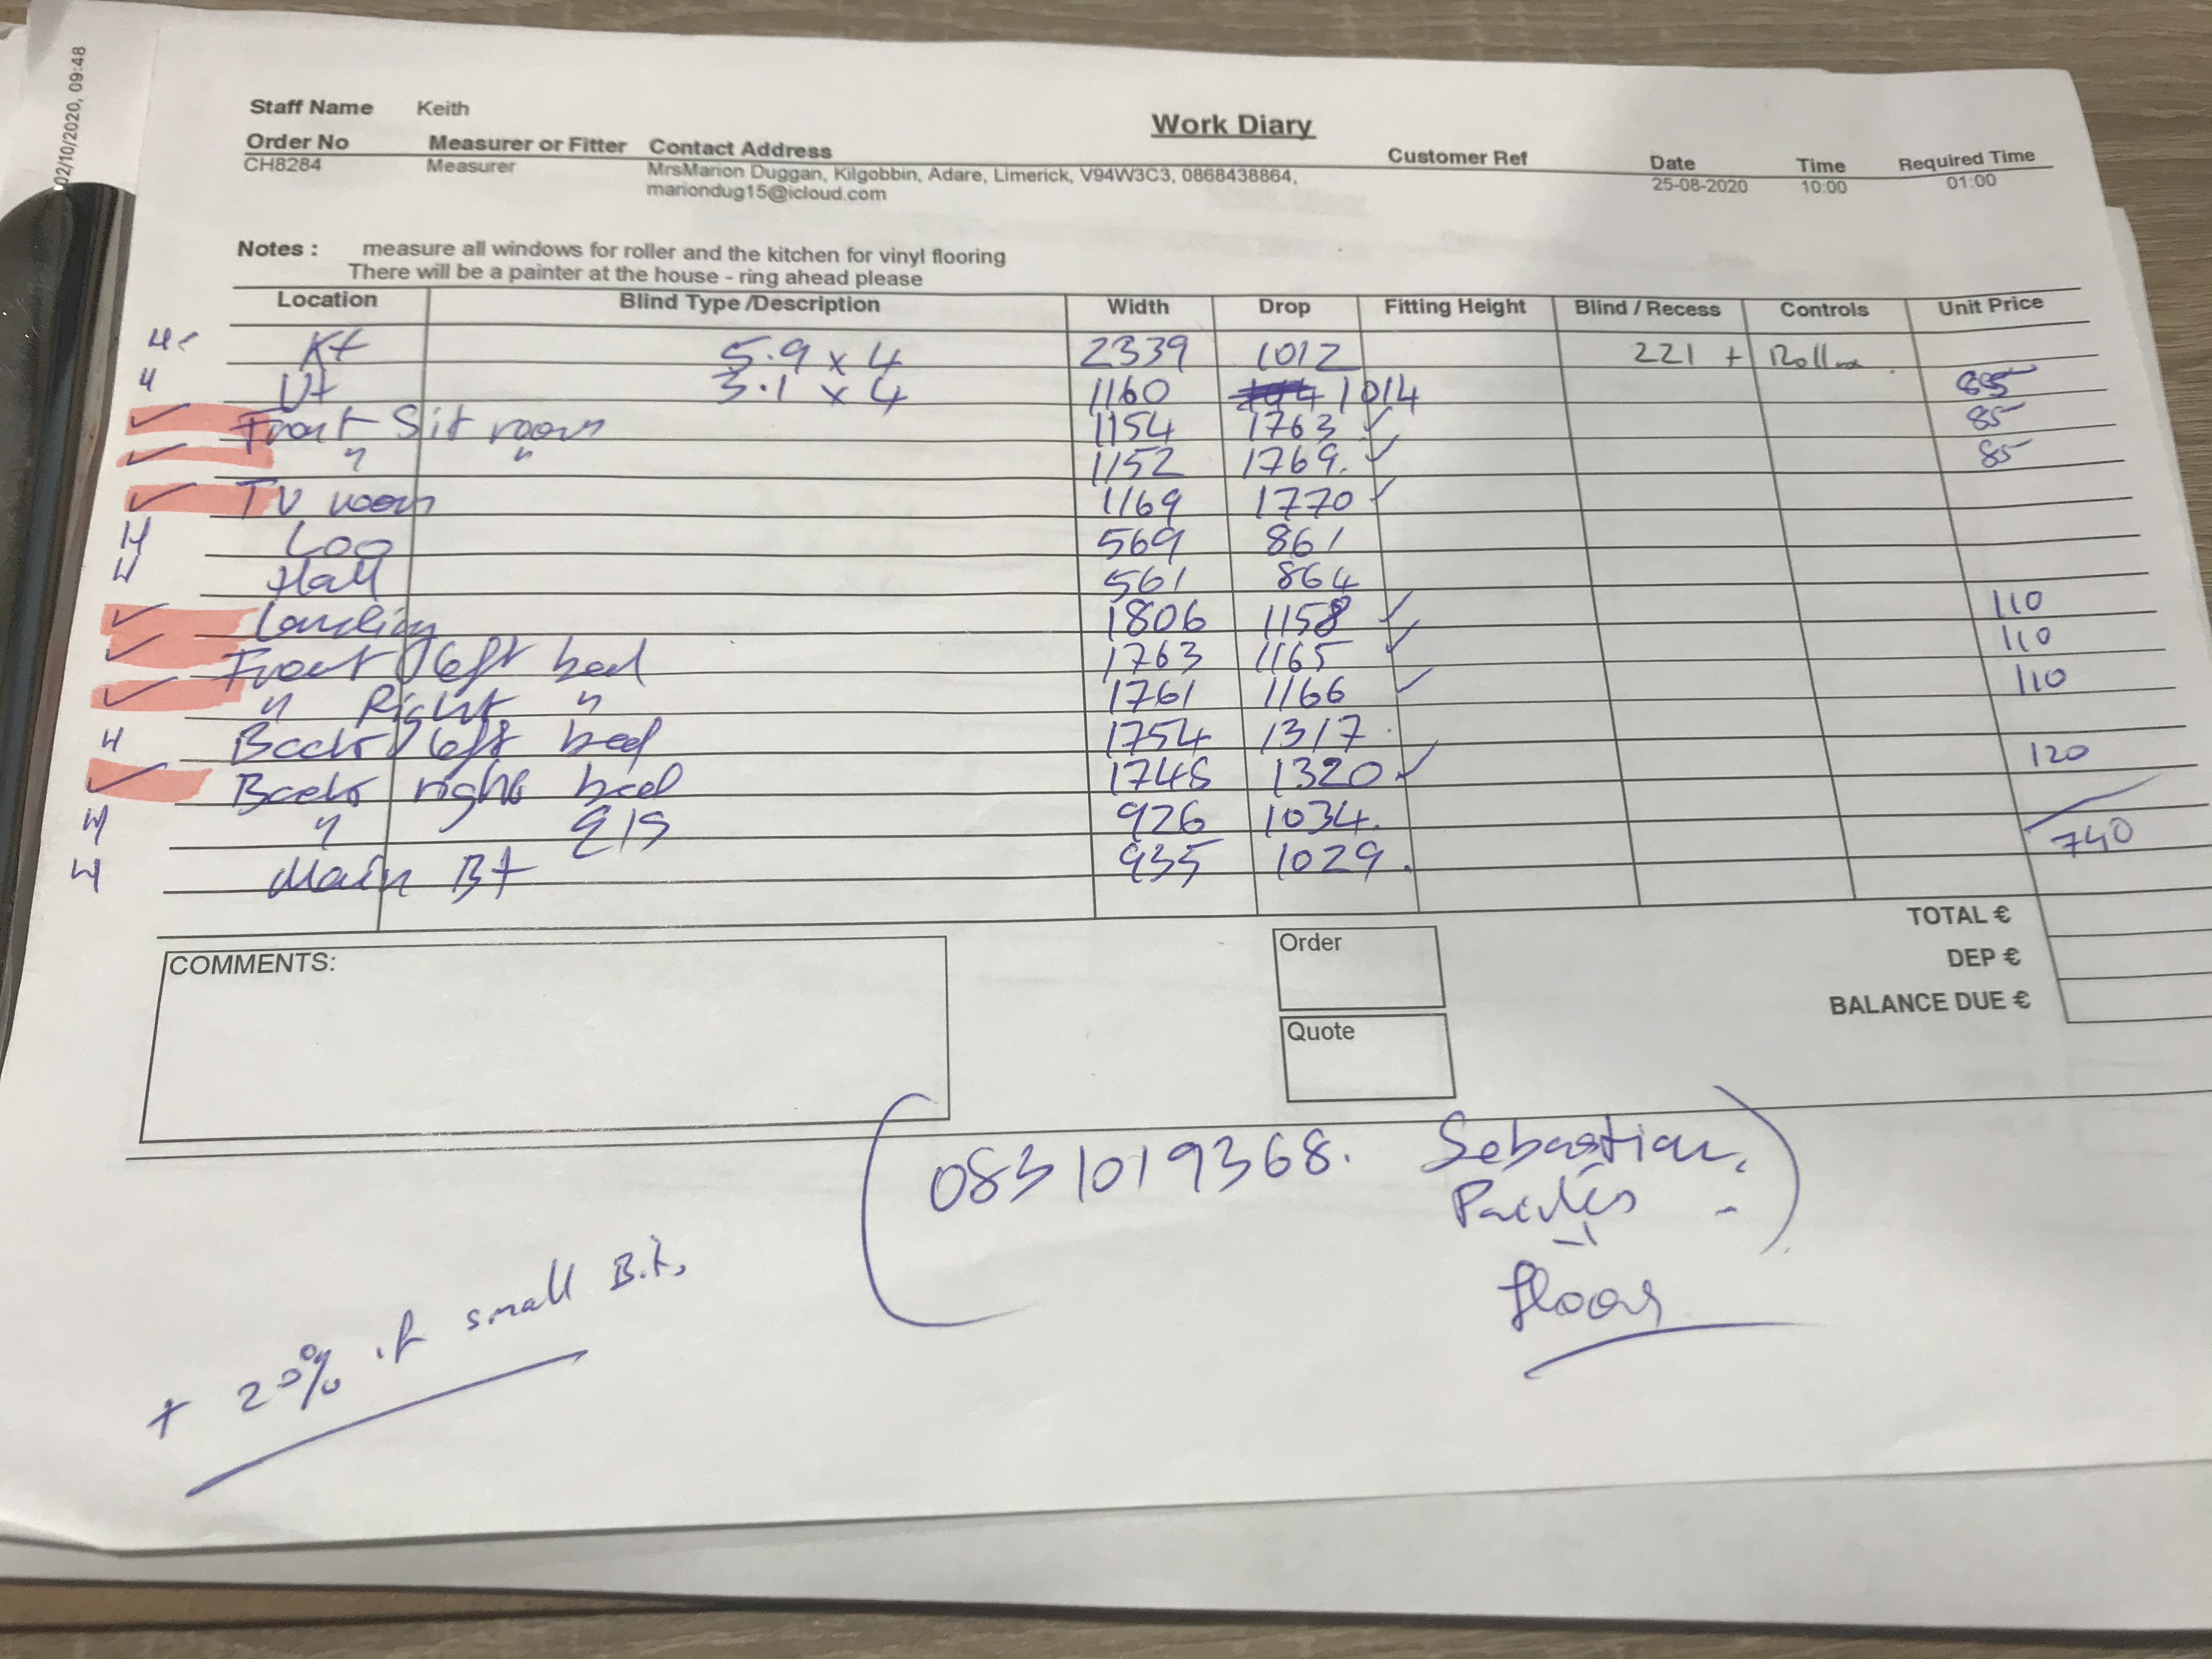 02/10/2020, 09:48
Staff Name Keith
Work Diary
Order No Measurer or Fitter Contact Address Customer Ref Date Time Required Time
CH8284 Measurer MrsMarion Duggan, Kilgobbin, Adare, Limerick, V94W3C3, 0868438864, 25-08-2020 10:00 01:00
mariondug15@icloud.com
Notes : measure all windows for roller and the kitchen for vinyl flooring
There will be a painter at the house - ring ahead please
Location Blind Type /Description Width Drop Fitting Height Blind / Recess Controls Unit Price
Kt 5.9 x 4 2339 1012 221 + Roller
Ut 3.1 x 4 1160 1014 85
Front Sit room 1154 1763 ✓ 85
" " 1152 1769. ✓ 85
TV room 1169 1770 ✓
Loo 569 861
Hall 561 864
Landing 1806 1158 ✓ 110
Front / left bed 1763 1165 ✓ 110
" Right " 1761 1166 ✓ 110
Back / left bed 1754 1317
Back right bed 1748 1320 ✓ 120
" 926 1034.
Main Bt 935 1029. 740
TOTAL €
DEP €
BALANCE DUE €
COMMENTS:
Order
Quote
0831019368. Sebastian,
floors
+ 20% if small B.t.